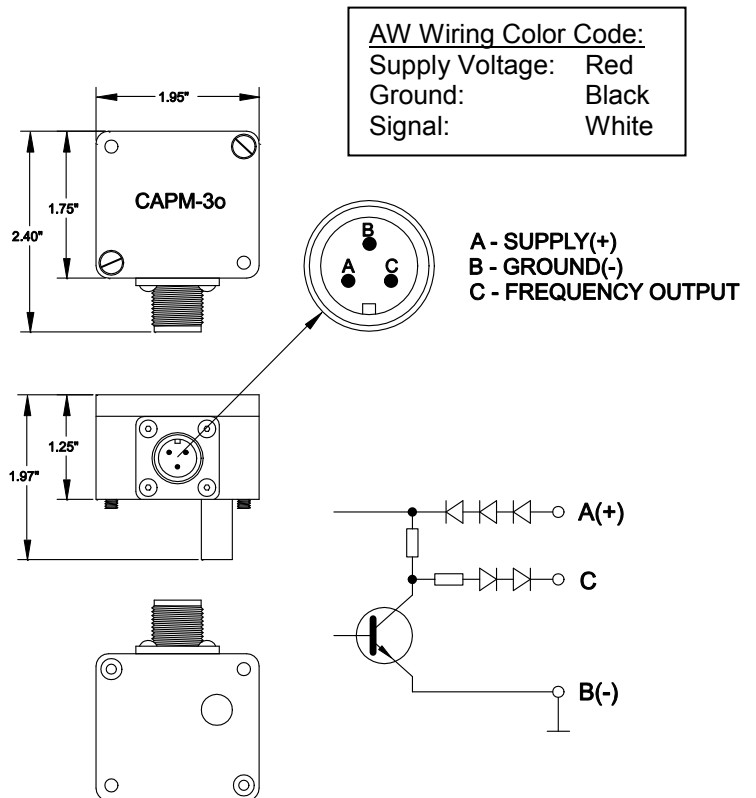 AW Wiring Color Code:
Supply Voltage: Red
Ground: Black
Signal: White
1.95"
1.75"
2.40"
CAPM-3o
B
A C
A - SUPPLY(+)
B - GROUND(-)
C - FREQUENCY OUTPUT
1.25"
1.97"
A(+)
C
B(-)